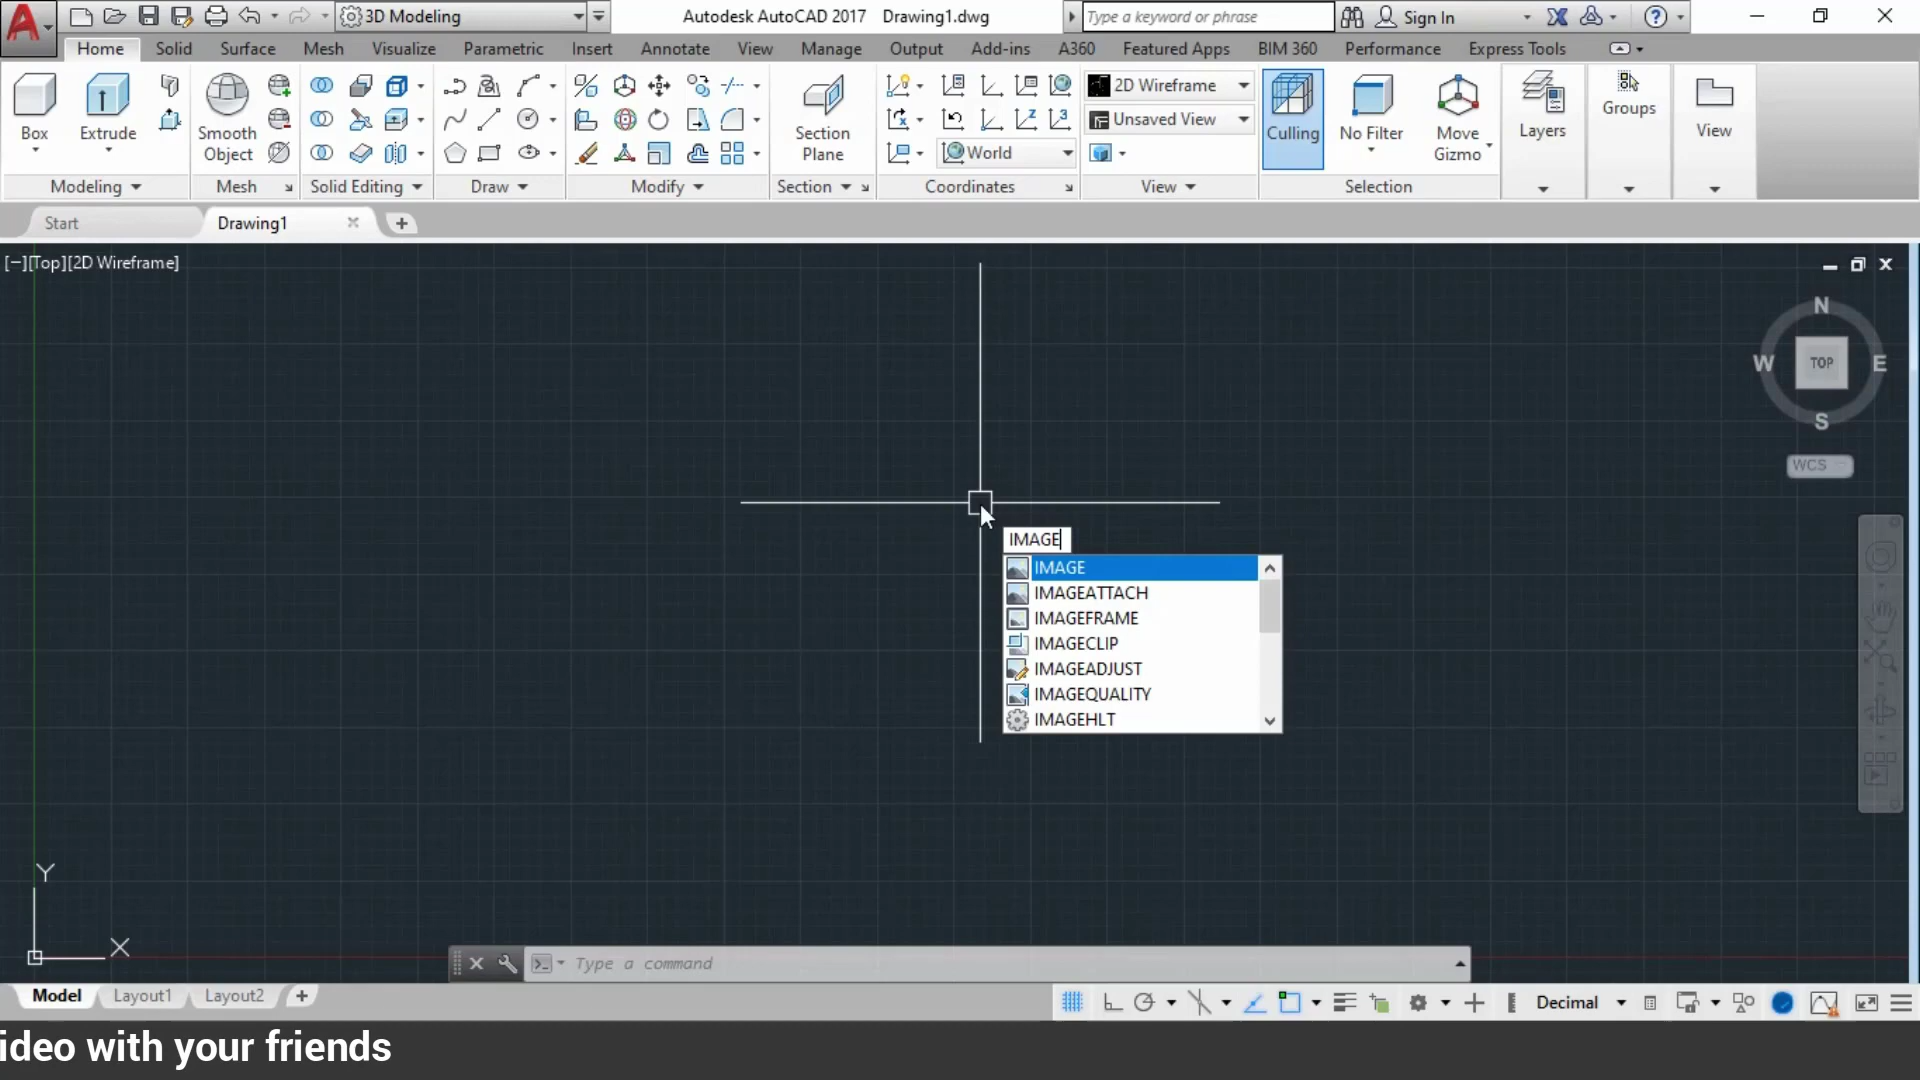 3D Modeling
Autodesk AutoCAD 2017 Drawing1.dwg
Type a keyword or phrase
Sign In
Home Solid Surface Mesh Visualize Parametric Insert Annotate View Manage Output Add-ins A360 Featured Apps BIM 360 Performance Express Tools
Box
Extrude
Smooth
Object
Section
Plane
World
2D Wireframe
Unsaved View
Culling
No Filter
Move
Gizmo
Layers
Groups
View
Modeling Mesh Solid Editing Draw Modify Section Coordinates View Selection
Start Drawing1
[−][Top][2D Wireframe]
N
W TOP E
S
WCS
IMAGE
IMAGE
IMAGEATTACH
IMAGEFRAME
IMAGECLIP
IMAGEADJUST
IMAGEQUALITY
IMAGEHLT
Y
X
Type a command
Model Layout1 Layout2
Decimal
ideo with your friends